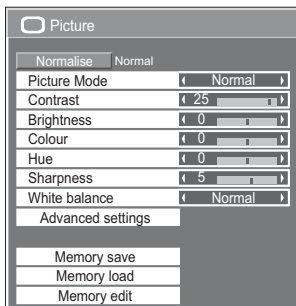 Picture
Normalise Normal
Picture Mode Normal
Contrast 25
Brightness 0
Colour 0
Hue 0
Sharpness 5
White balance Normal
Advanced settings
Memory save
Memory load
Memory edit